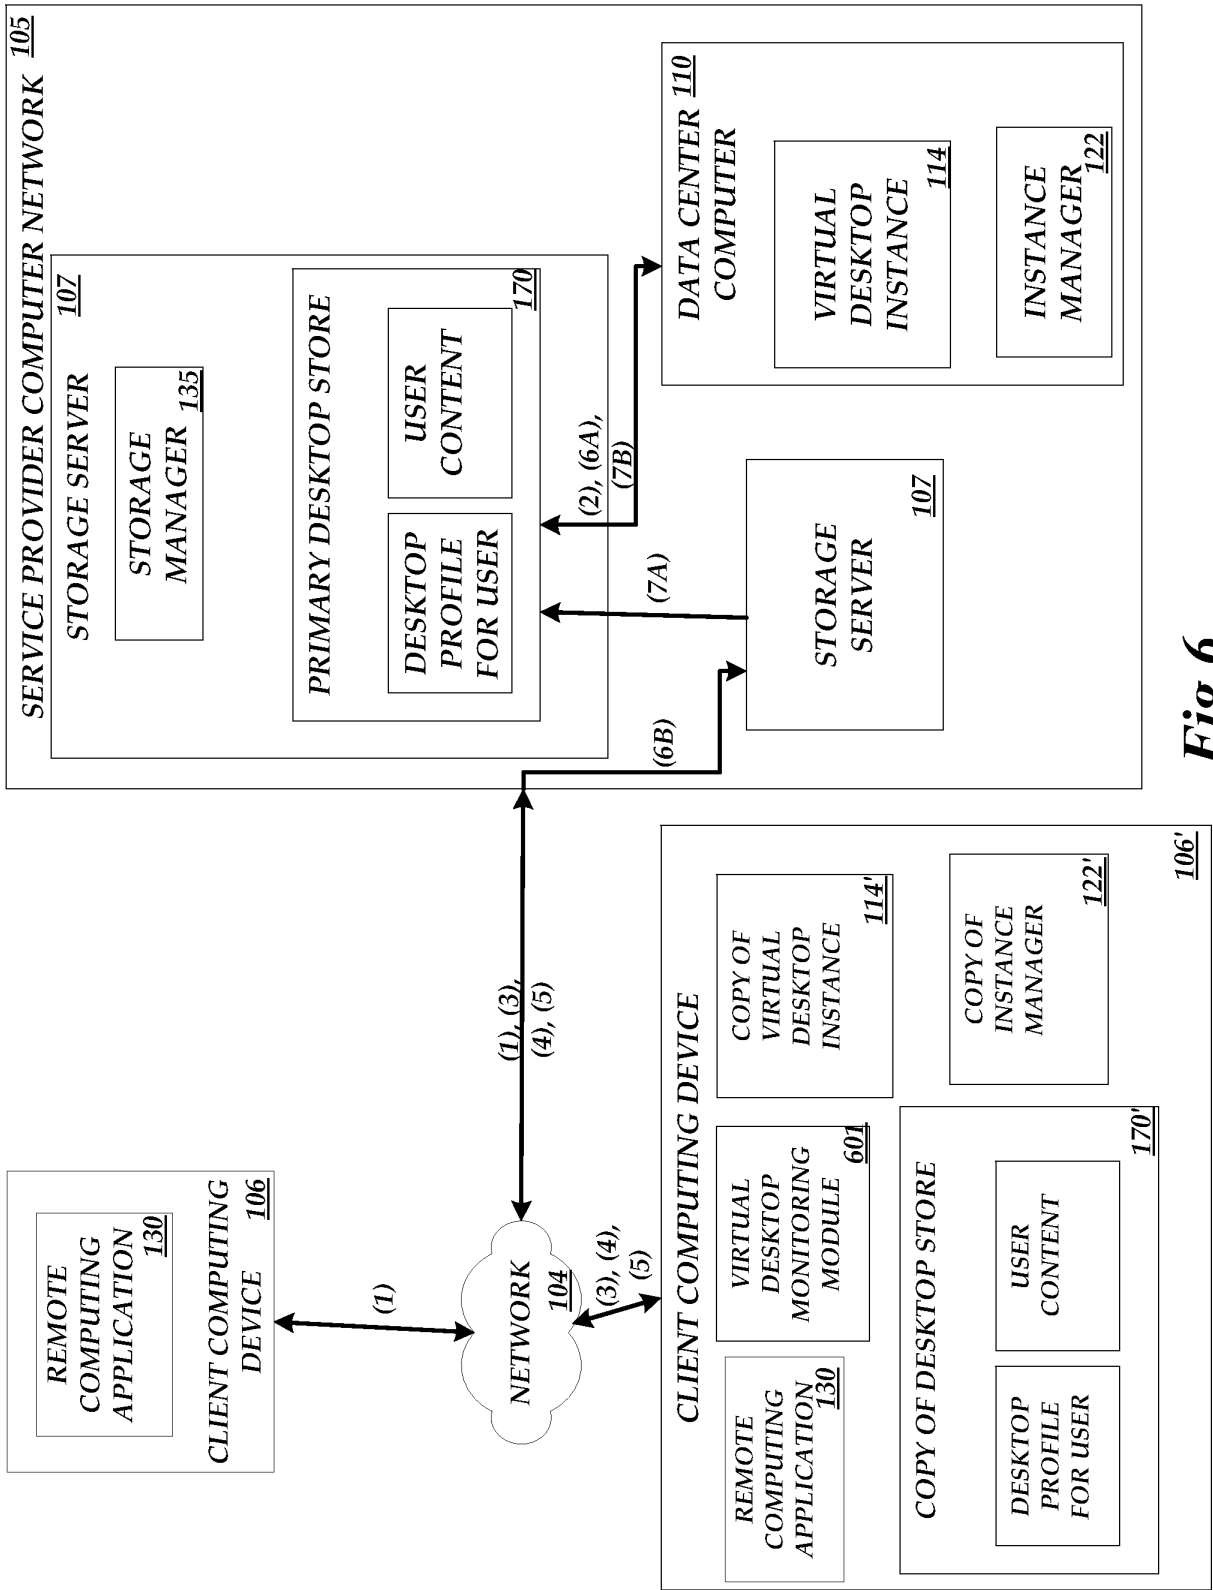 SERVICE PROVIDER COMPUTER NETWORK 105
STORAGE SERVER 107
STORAGE
MANAGER
135
PRIMARY DESKTOP STORE
DESKTOP
PROFILE
FOR USER
USER
CONTENT
170
(2), (6A),
(7B)
(7A)
(6B)
DATA CENTER
COMPUTER
110
VIRTUAL
DESKTOP
INSTANCE
114
INSTANCE
MANAGER
122
STORAGE
SERVER
107
REMOTE
COMPUTING
APPLICATION
130
CLIENT COMPUTING
DEVICE
106
(1)
NETWORK
104
(1), (3),
(4), (5)
(3), (4),
(5)
CLIENT COMPUTING DEVICE
REMOTE
COMPUTING
APPLICATION
130
VIRTUAL
DESKTOP
MONITORING
MODULE
601
COPY OF
VIRTUAL
DESKTOP
INSTANCE
114'
COPY OF DESKTOP STORE
DESKTOP
PROFILE
FOR USER
USER
CONTENT
170'
COPY OF
INSTANCE
MANAGER
122'
106'
Fig.6